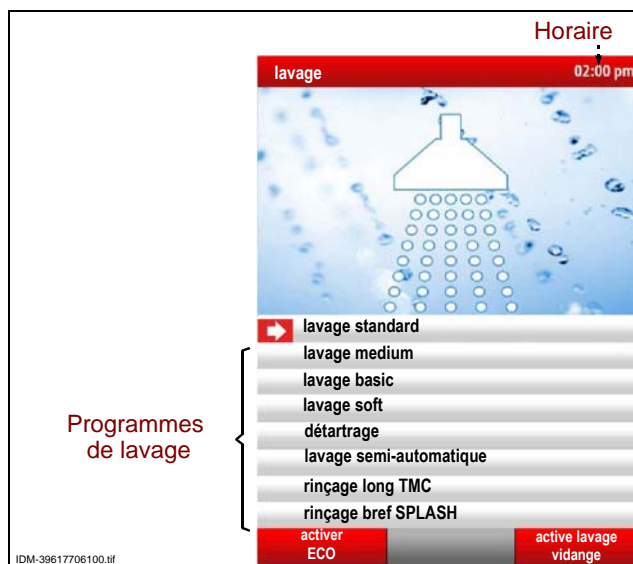 Horaire
lavage 02:00 pm
lavage standard
lavage medium
lavage basic
lavage soft
détartrage
lavage semi-automatique
rinçage long TMC
rinçage bref SPLASH
Programmes
de lavage
activer
ECO
active lavage
vidange
IDM-39617706100.tif